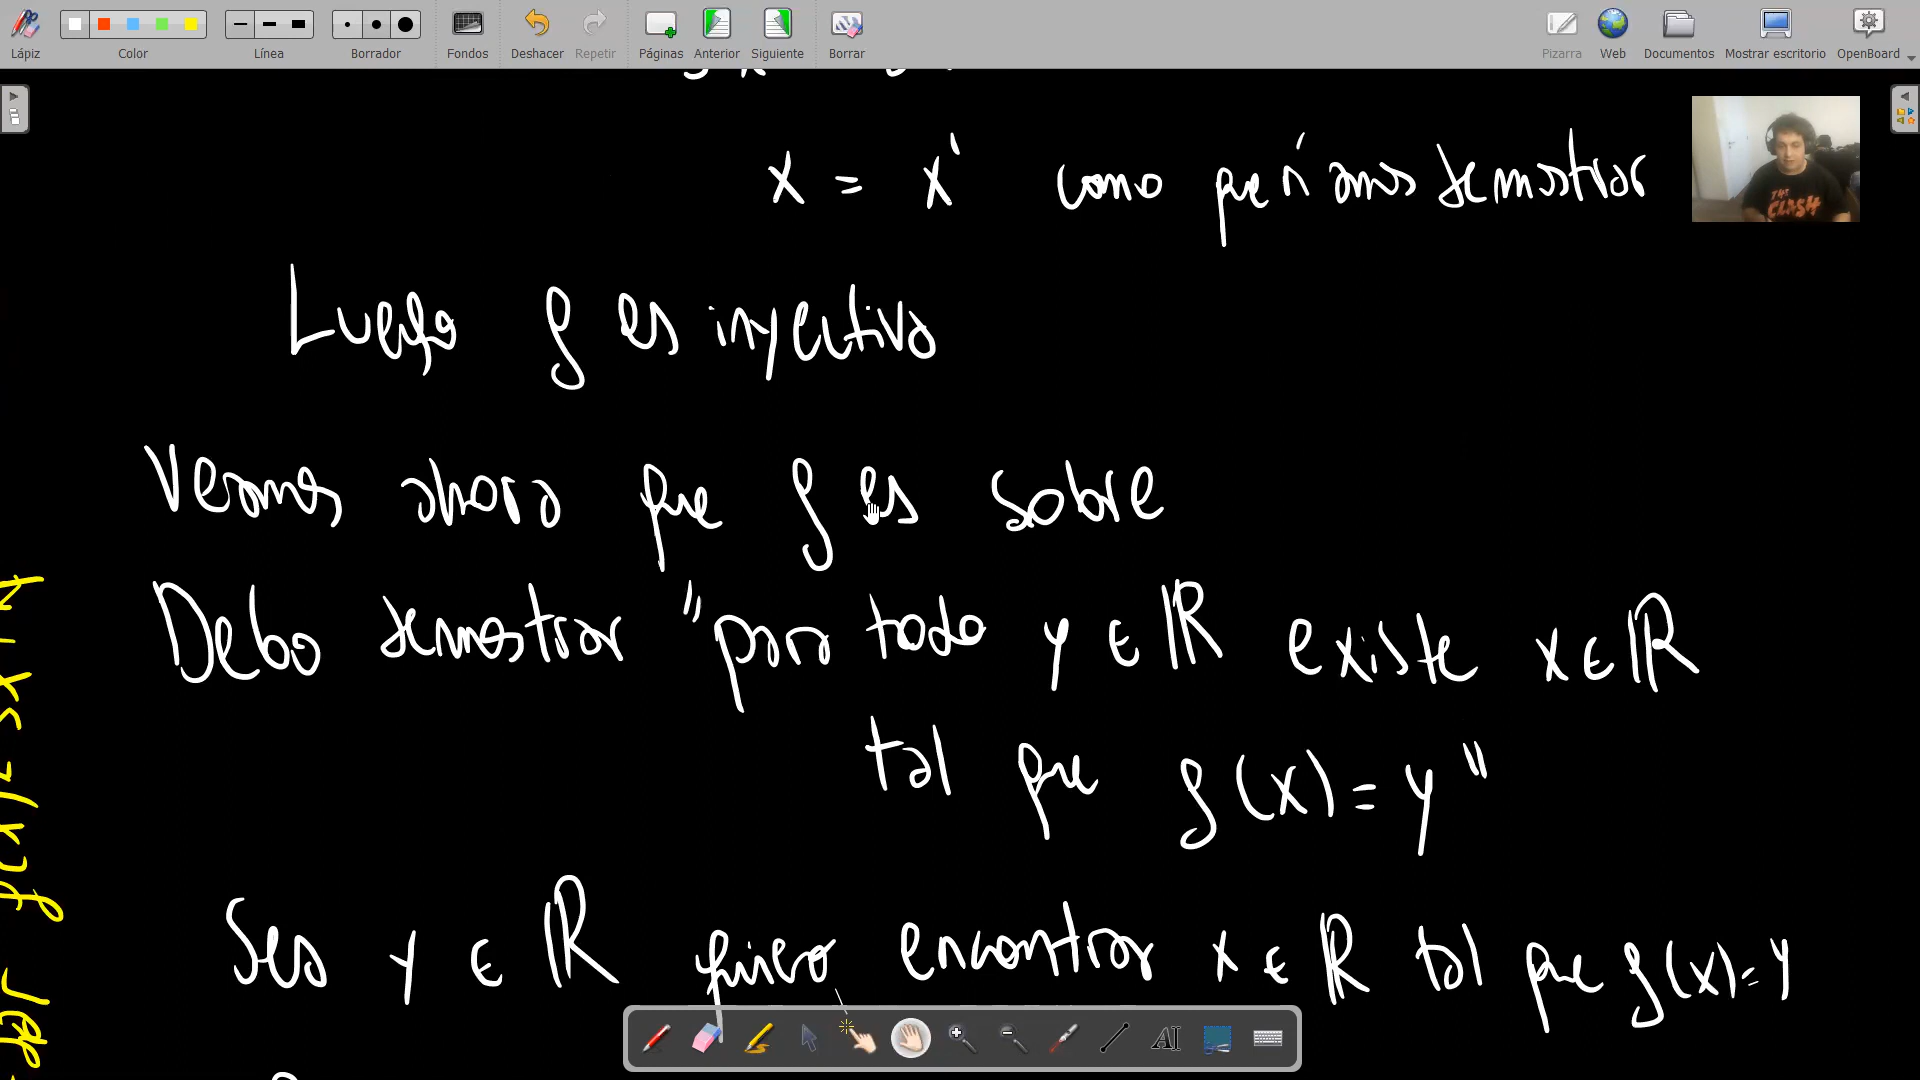 Lápiz Color Línea Borrador Fondos Deshacer Repetir Páginas Anterior Siguiente Borrar Pizarra Web Documentos Mostrar escritorio OpenBoard
x = x' como queríamos demostrar
THE CLASH
Luego f es inyectiva
Veamos ahora que f es sobre
Debo demostrar "para todo y ∈ ℝ existe x ∈ ℝ
tal que f(x) = y"
Sea y ∈ ℝ quiero encontrar x ∈ ℝ tal que f(x) = y